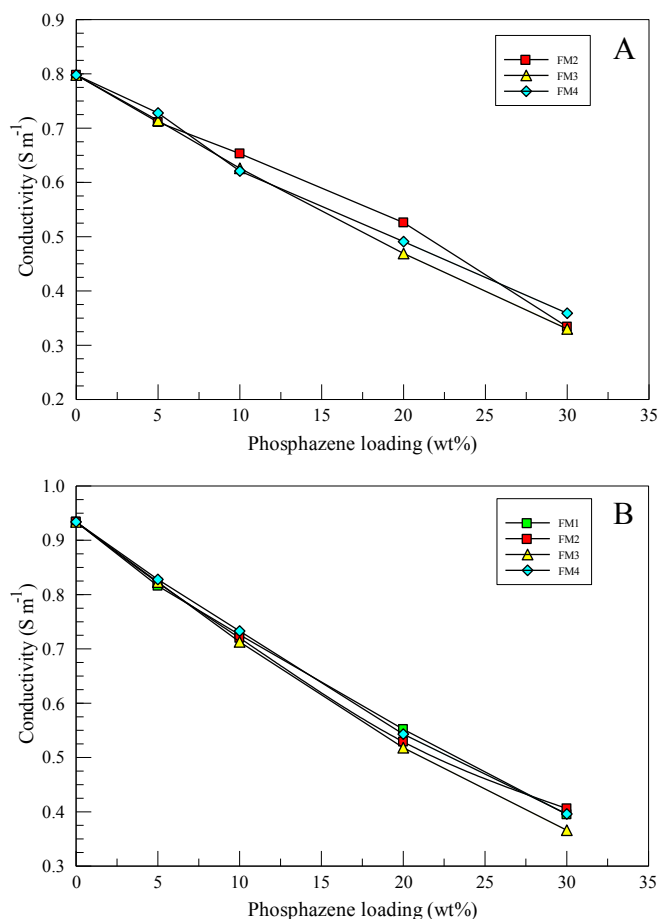 A
0.9
0.8
0.7
0.6
0.5
0.4
0.3
0.2
Conductivity (S m-1)
FM2
FM3
FM4
0 5 10 15 20 25 30 35
Phosphazene loading (wt%)
B
1.0
0.9
0.8
0.7
0.6
0.5
0.4
0.3
Conductivity (S m-1)
FM1
FM2
FM3
FM4
0 5 10 15 20 25 30 35
Phosphazene loading (wt%)